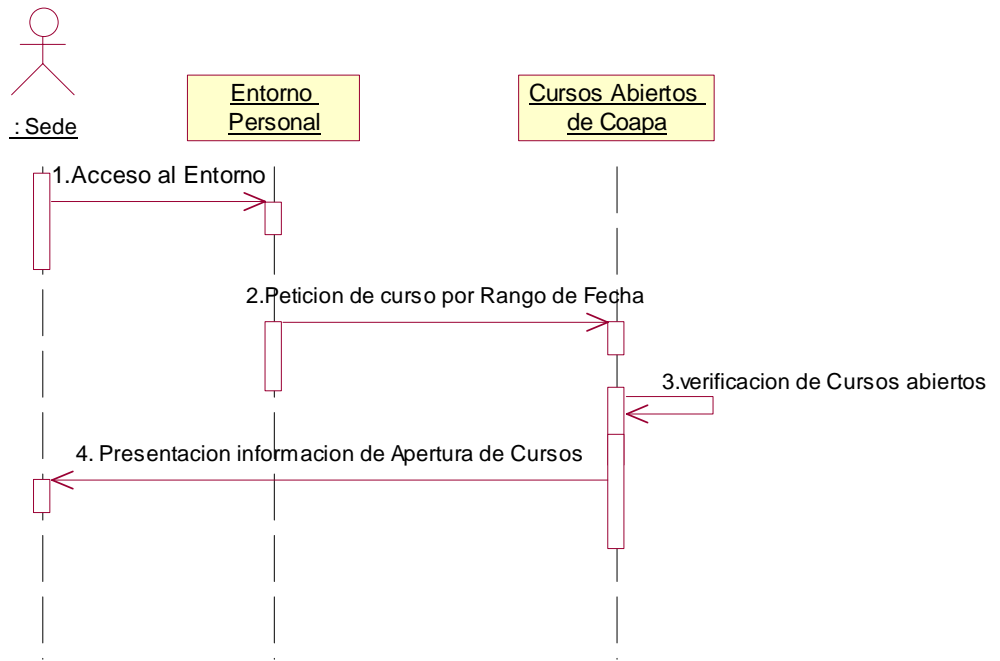 : Sede
Entorno
Personal
Cursos Abiertos
de Coapa
1.Acceso al Entorno
2.Peticion de curso por Rango de Fecha
3.verificacion de Cursos abiertos
4. Presentacion informacion de Apertura de Cursos